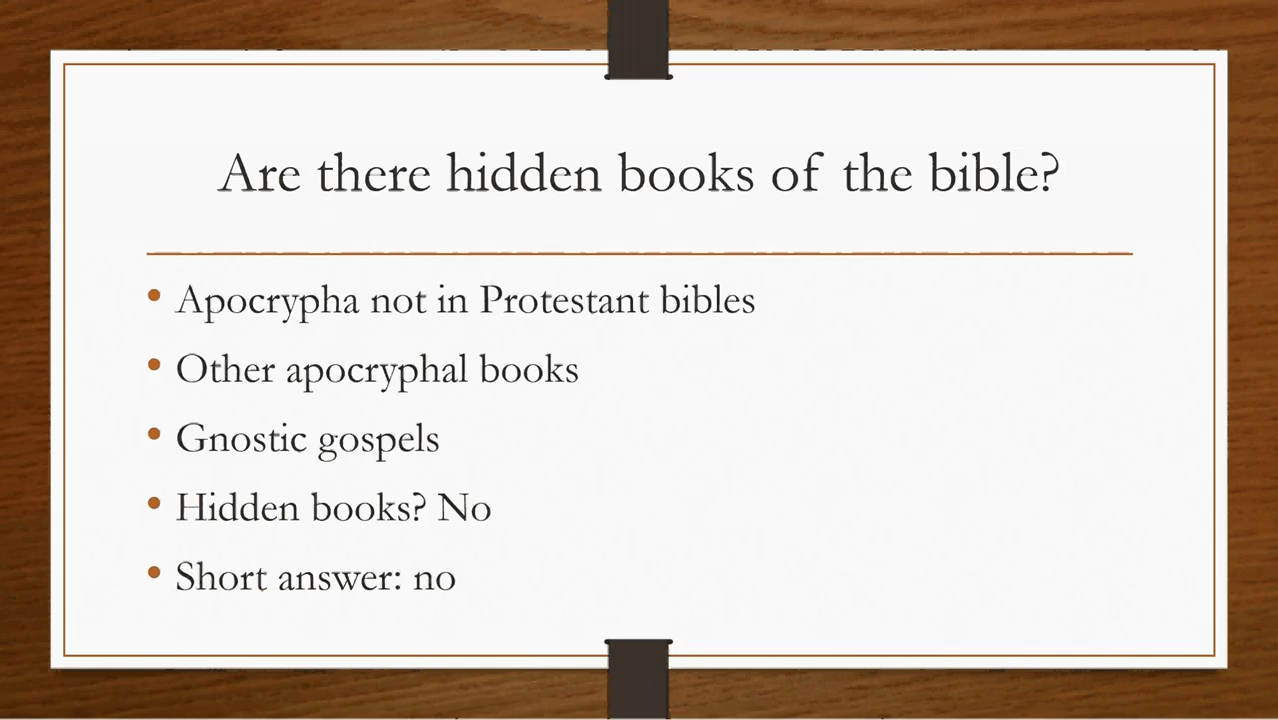 Are there hidden books of the bible?
• Apocrypha not in Protestant bibles
• Other apocryphal books
• Gnostic gospels
• Hidden books? No
• Short answer: no